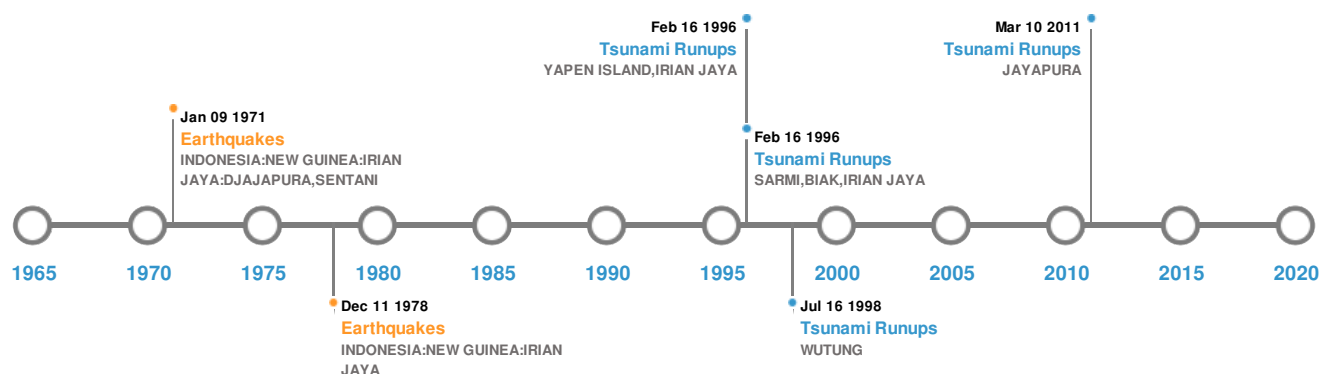 Feb 16 1996
Tsunami Runups
YAPEN ISLAND,IRIAN JAYA
Mar 10 2011
Tsunami Runups
JAYAPURA
Jan 09 1971
Earthquakes
INDONESIA:NEW GUINEA:IRIAN
JAYA:DJAJAPURA,SENTANI
Feb 16 1996
Tsunami Runups
SARMI,BIAK,IRIAN JAYA
1965 1970 1975 1980 1985 1990 1995 2000 2005 2010 2015 2020
Dec 11 1978
Earthquakes
INDONESIA:NEW GUINEA:IRIAN
JAYA
Jul 16 1998
Tsunami Runups
WUTUNG